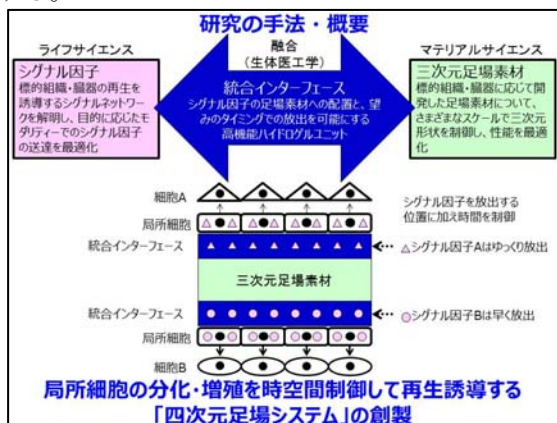 る。
研究の手法・概要
ライフサイエンス
融合
(生体医工学)
マテリアルサイエンス
シグナル因子
標的組織・臓器の再生を
誘導するシグナルネットワー
クを解明し、目的に応じたモ
ダリティーでのシグナル因子
の送達を最適化
統合インターフェース
シグナル因子の足場素材への配置と、望
みのタイミングでの放出を可能にする
高機能ハイドロゲルユニット
三次元足場素材
標的組織・臓器に応じて開
発した足場素材について、
さまざまなスケールで三次元
形状を制御し、性能を最適
化
細胞A
局所細胞
統合インターフェース
三次元足場素材
統合インターフェース
局所細胞
細胞B
シグナル因子を放出する
位置に加え時間を制御
△シグナル因子Aはゆっくり放出
○シグナル因子Bは早く放出
局所細胞の分化・増殖を時空間制御して再生誘導する
「四次元足場システム」の創製